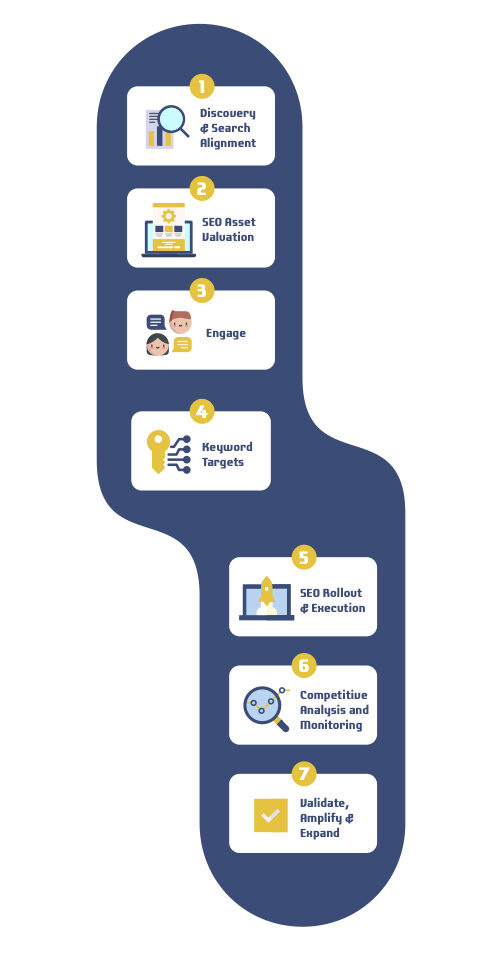 1
Discovery
& Search
Alignment
2
SEO Asset
Valuation
3
Engage
4
Keyword
Targets
5
SEO Rollout
& Execution
6
Competitive
Analysis and
Monitoring
7
Validate,
Amplify &
Expand